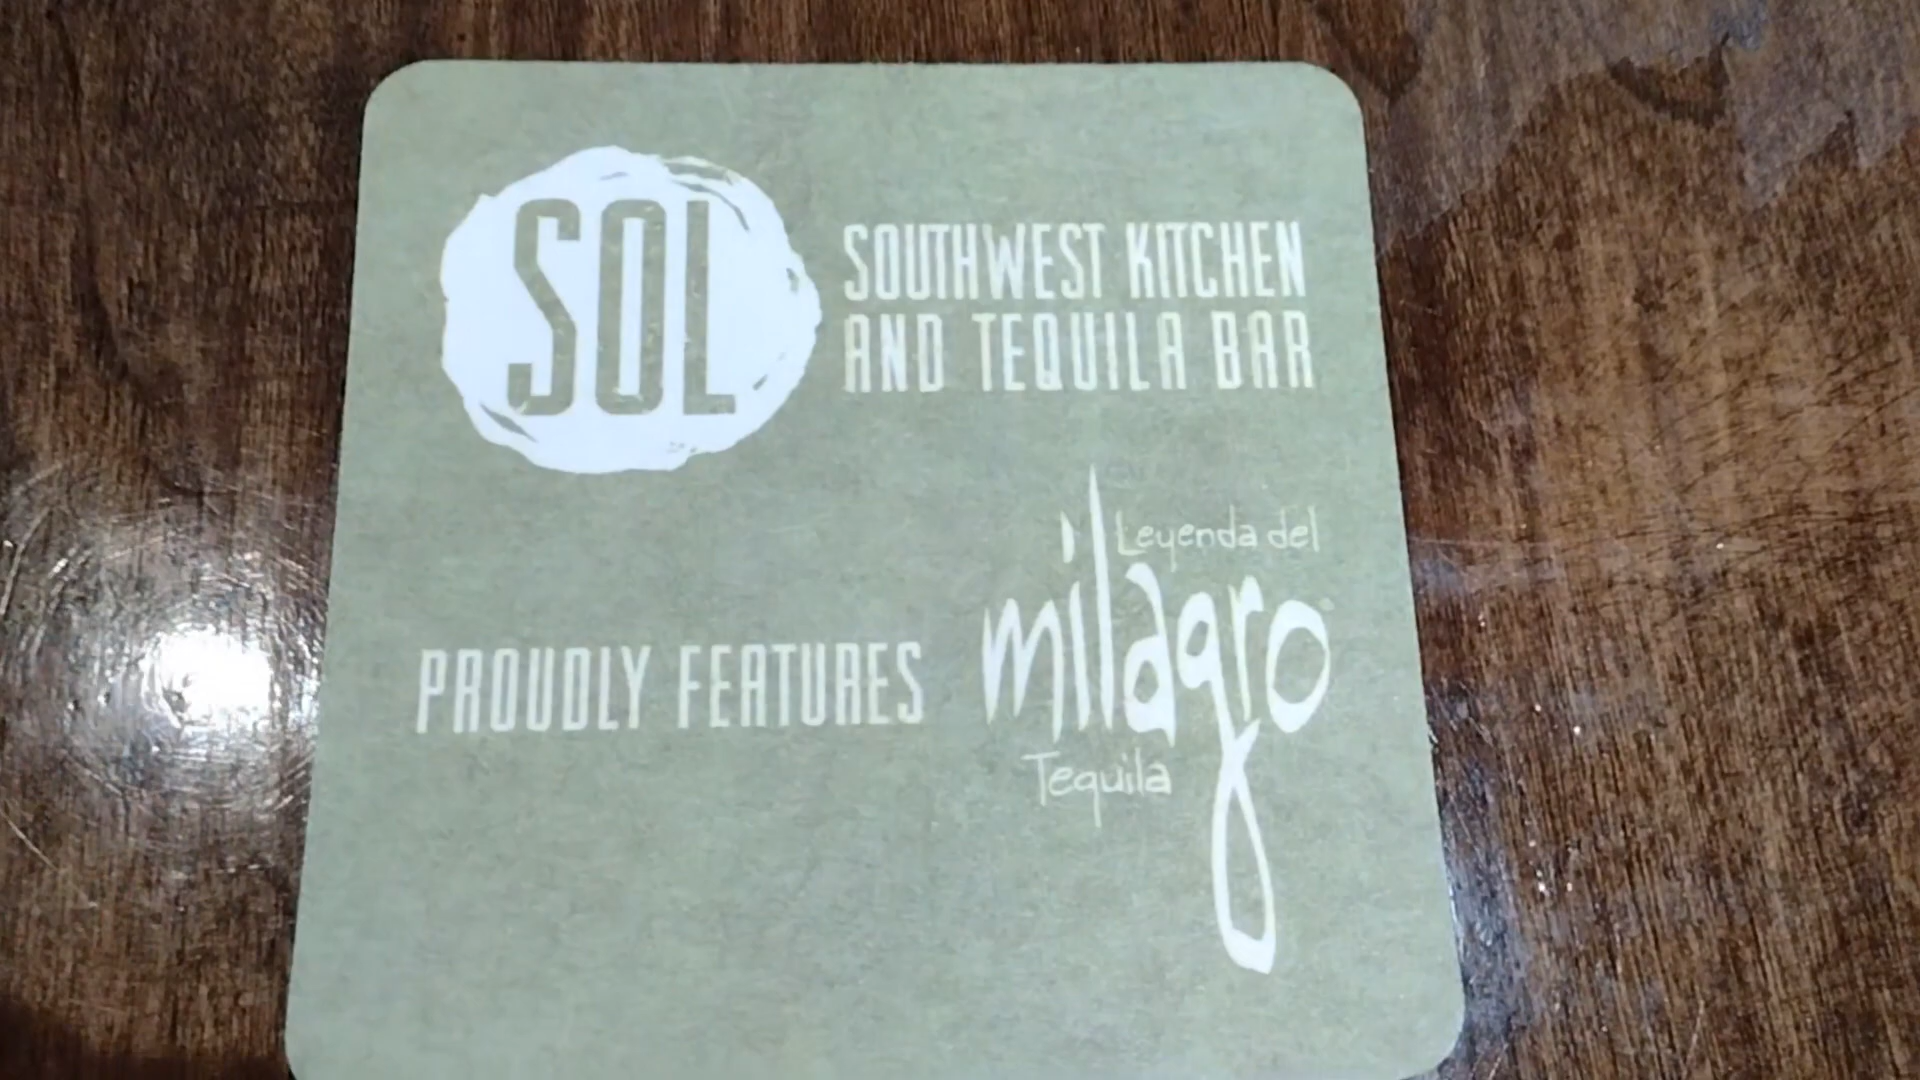 SOL
SOUTHWEST KITCHEN
AND TEQUILA BAR
PROUDLY FEATURES
Leyenda del
milagro
Tequila